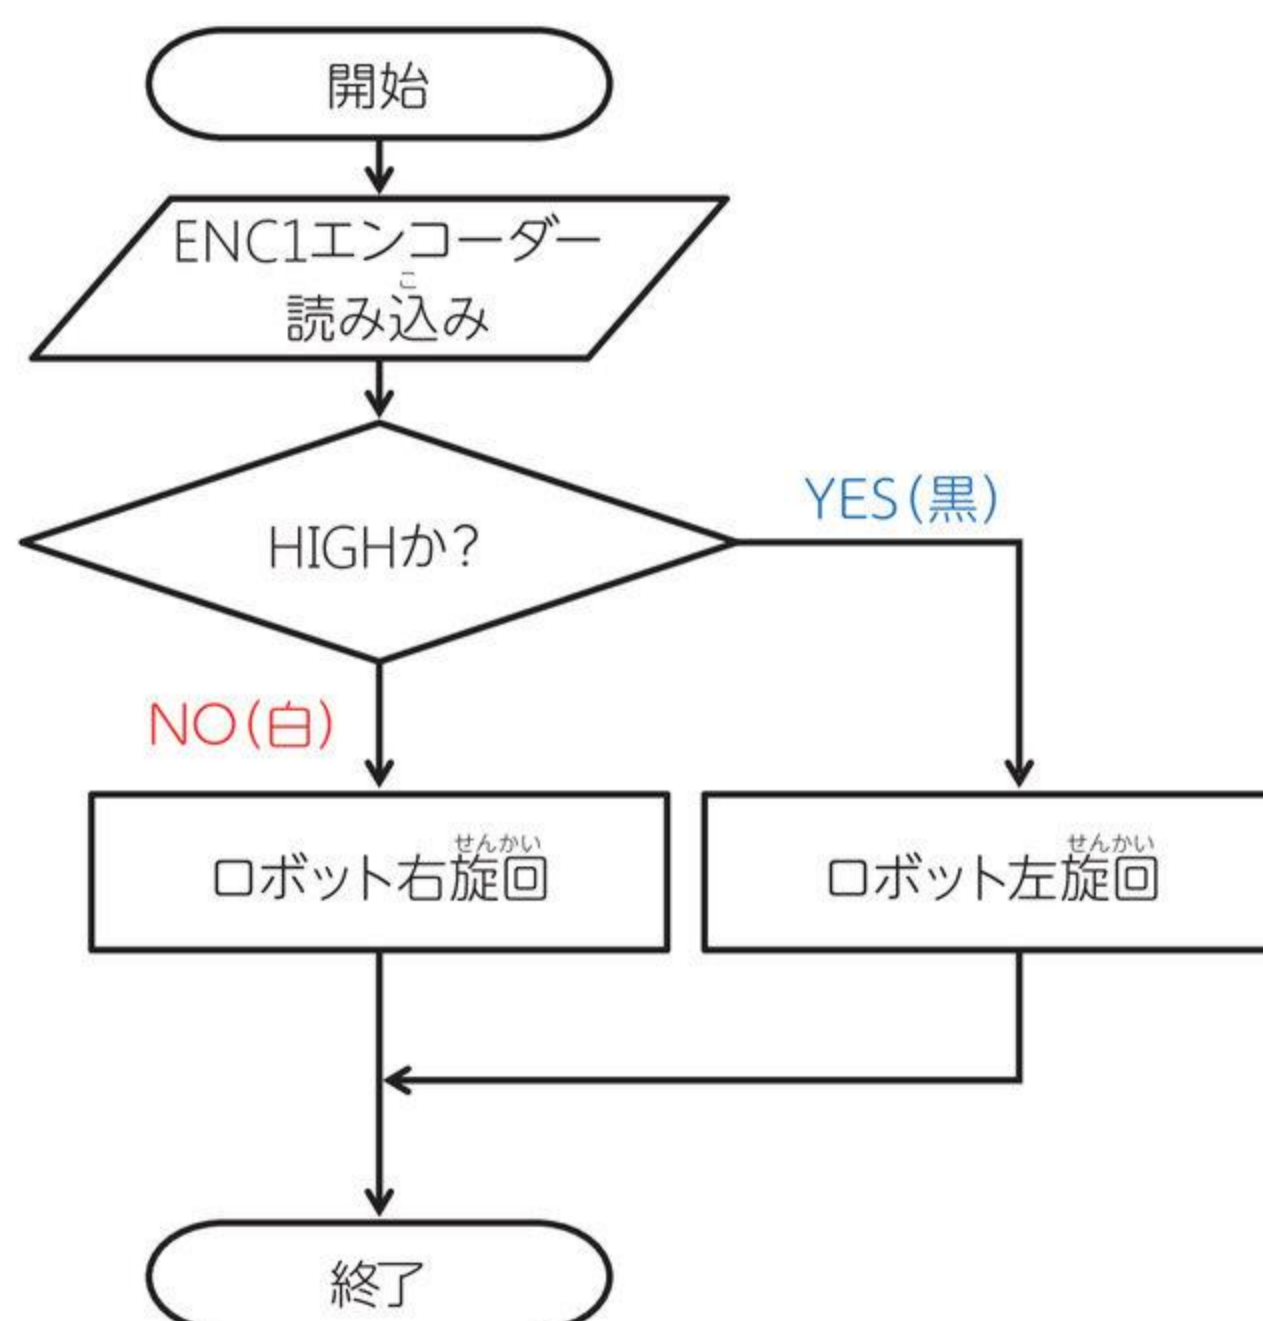 開始
ENC1エンコーダー
こ
読み込み
HIGHか?
YES(黒)
NO(白)
せんかい
ロボット右旋回
せんかい
ロボット左旋回
終了